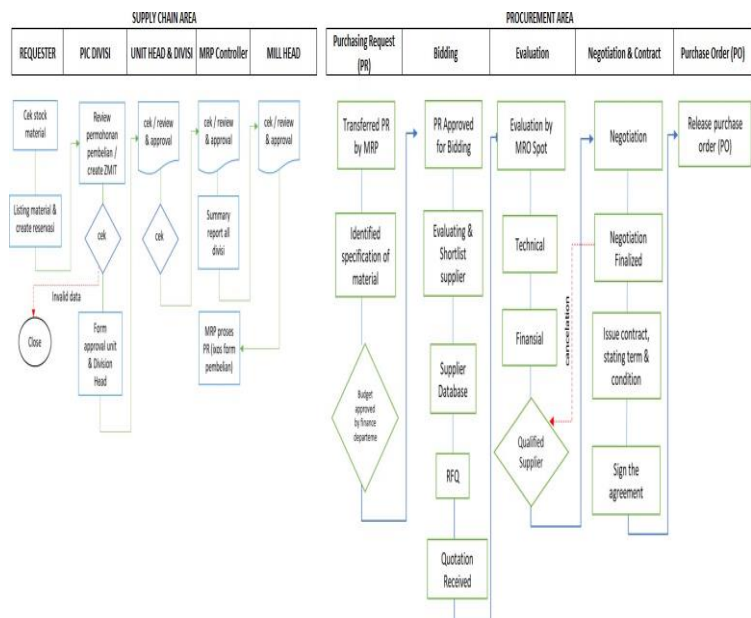 SUPPLY CHAIN AREA
REQUESTER
PIC DIVISI
UNIT HEAD & DIVISI
MRP Controller
MILL HEAD
Cek stock
material
Listing material &
create reservasi
Invalid data
Close
Review
permohonan
pembelian /
create ZMIT
cek
Form
approval unit
& Division
Head
cek / review
& approval
cek
cek / review
& approval
Summary
report all
divisi
MRP proses
PR (ixos form
pembelian)
cek / review
& approval
PROCUREMENT AREA
Purchasing Request
(PR)
Bidding
Evaluation
Negotiation & Contract
Purchase Order (PO)
Transferred PR
by MRP
Identified
specification of
material
Budget
approved
by finance
departeme
PR Approved
for Bidding
Evaluating &
Shortlist
supplier
Supplier
Database
RFQ
Quotation
Received
Evaluation by
MRO Spot
Technical
Finansial
Qualified
Supplier
cancelation
Negotiation
Negotiation
Finalized
Issue contract,
stating term &
condition
Sign the
agreement
Release purchase
order (PO)